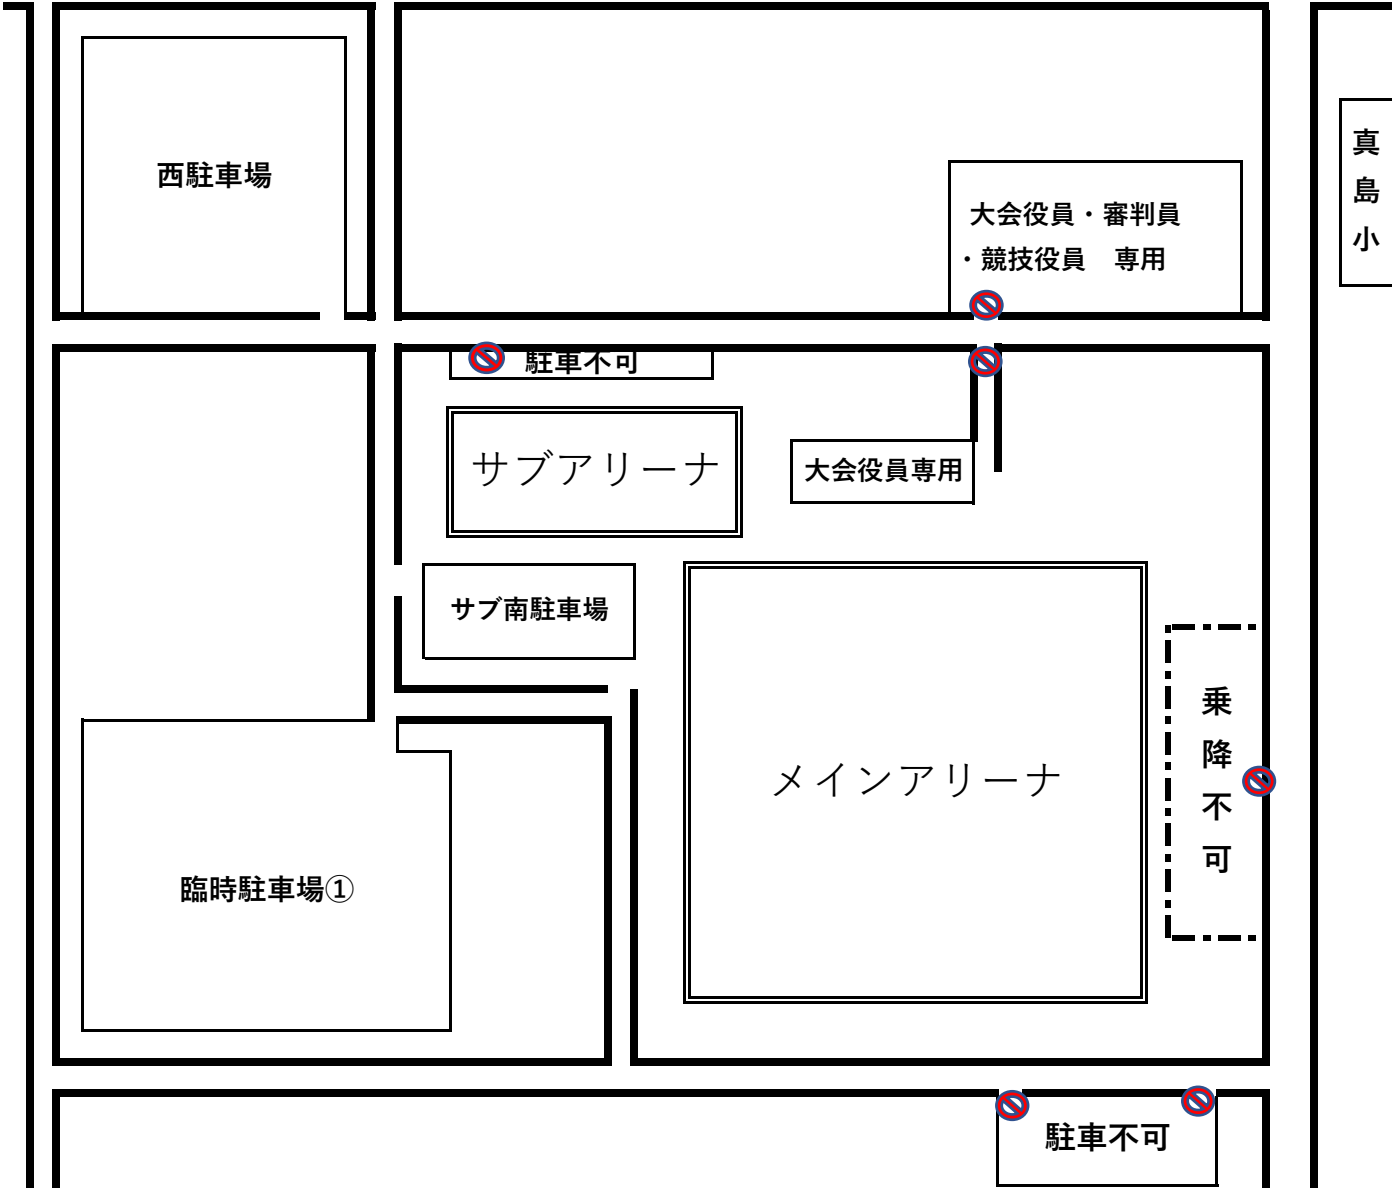 西駐車場
真島小
大会役員・審判員
・競技役員　専用
駐車不可
サブアリーナ
大会役員専用
サブ南駐車場
乗降不可
メインアリーナ
臨時駐車場①
駐車不可